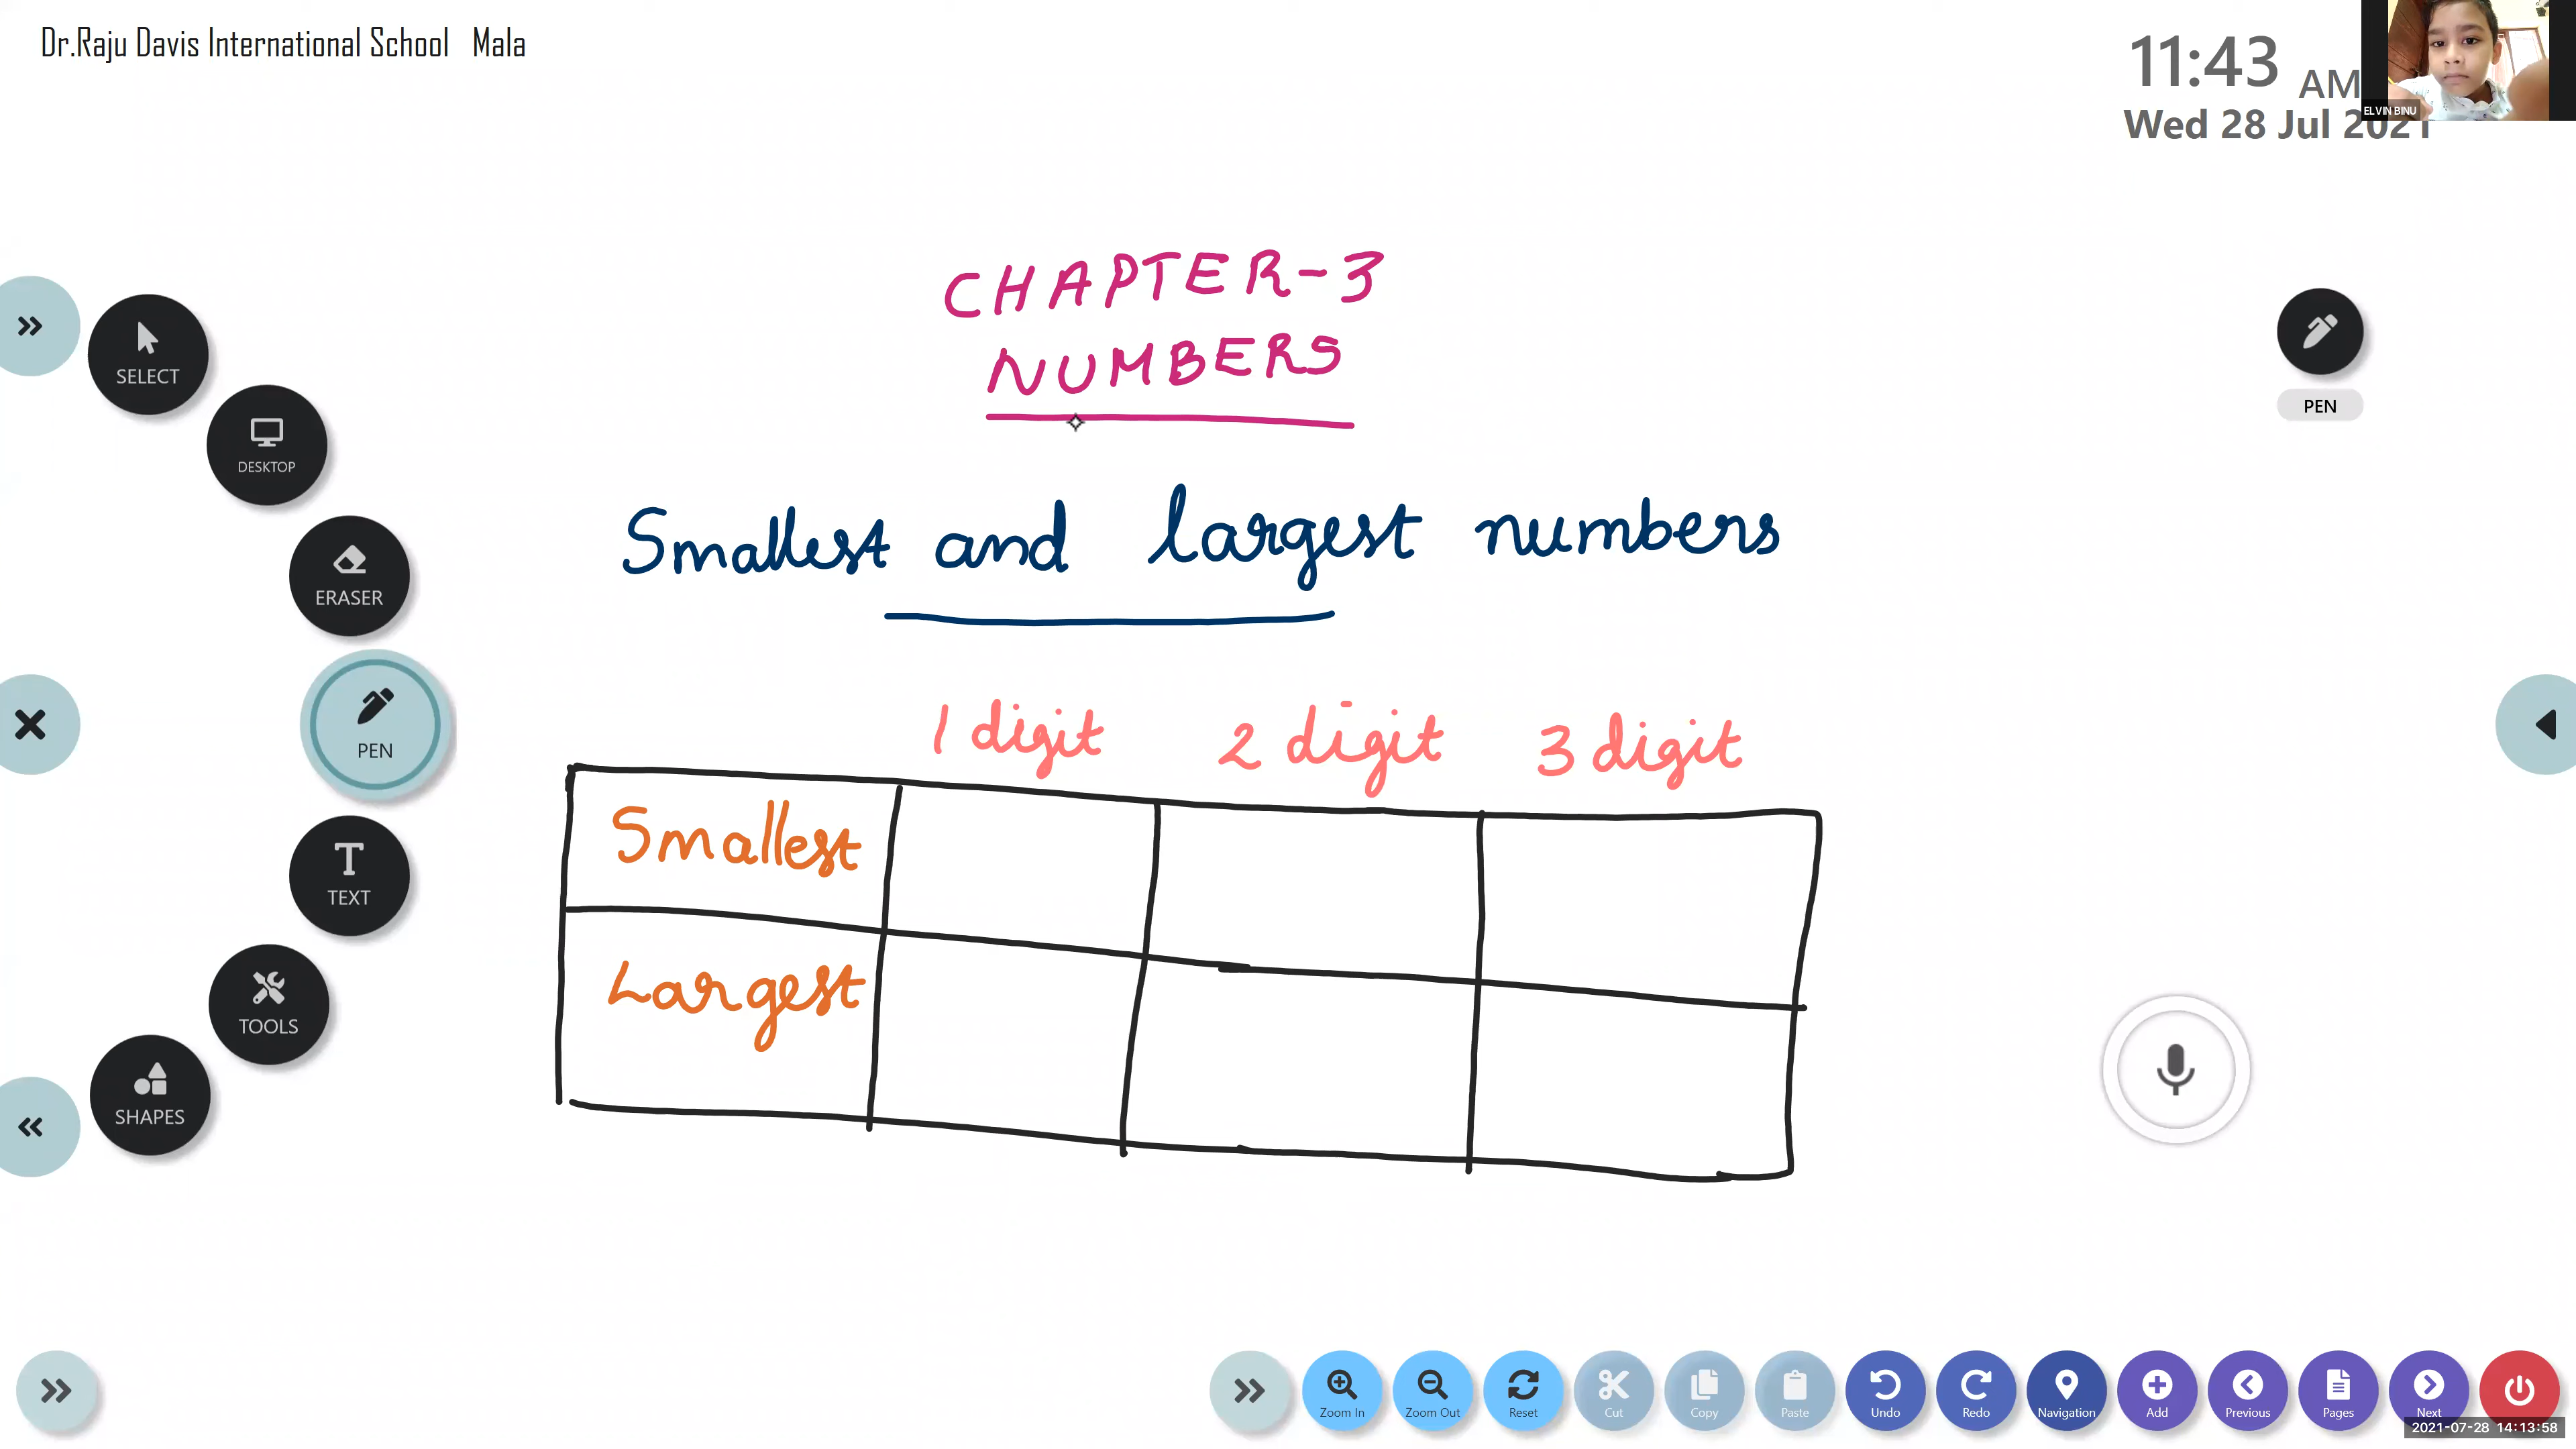 Dr.Raju Davis International School Mala
11:43 AM
Wed 28 Jul 2021
ELVIN BINU
CHAPTER-3
NUMBERS
Smallest and largest numbers
1 digit 2 digit 3 digit
Smallest
Largest
SELECT
DESKTOP
ERASER
PEN
TEXT
TOOLS
SHAPES
PEN
Zoom In Zoom Out Reset Cut Copy Paste Undo Redo Navigation Add Previous Pages Next
2021-07-28 14:13:58